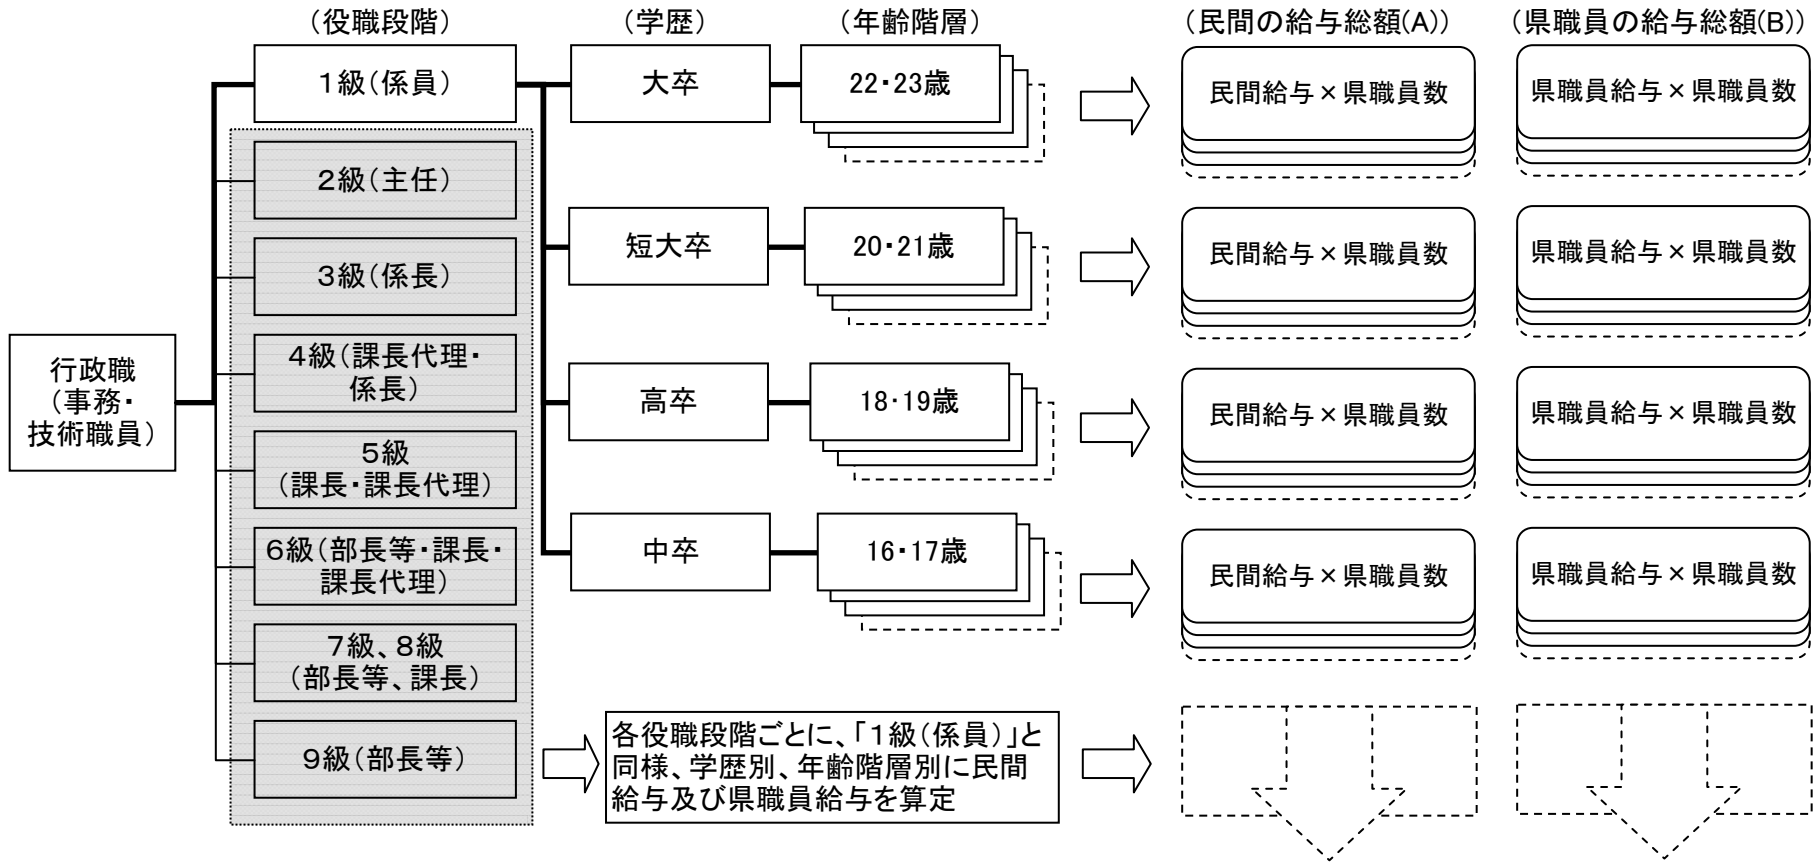 （役職段階）
（学歴）
（年齢階層）
（民間の給与総額(A)）
（県職員の給与総額(B)）
１級（係員）
大卒
22・23歳
民間給与×県職員数
県職員給与×県職員数
２級（主任）
短大卒
20・21歳
民間給与×県職員数
県職員給与×県職員数
３級（係長）
行政職
（事務・
技術職員）
４級（課長代理・
係長）
高卒
18・19歳
民間給与×県職員数
県職員給与×県職員数
５級
（課長・課長代理）
６級（部長等・課長・
課長代理）
中卒
16・17歳
民間給与×県職員数
県職員給与×県職員数
７級、８級
（部長等、課長）
９級（部長等）
各役職段階ごとに、「１級（係員）」と
同様、学歴別、年齢階層別に民間
給与及び県職員給与を算定